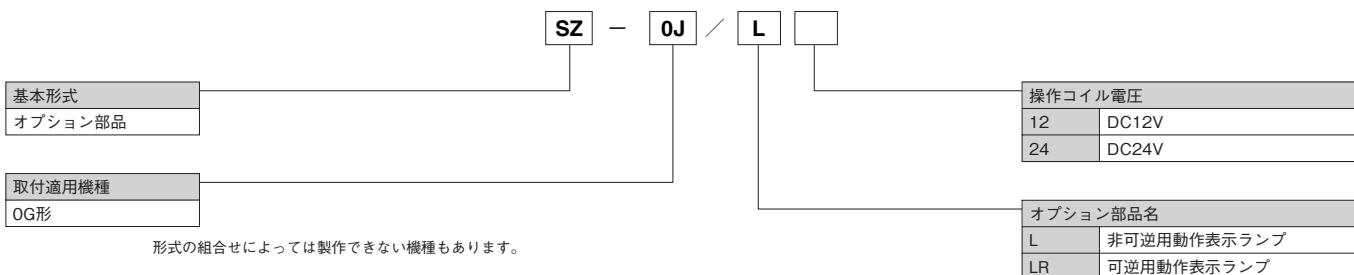 SZ － 0J ／ L
基本形式
オプション部品
取付適用機種
0G形
形式の組合せによっては製作できない機種もあります。
操作コイル電圧
12 DC12V
24 DC24V
オプション部品名
L 非可逆用動作表示ランプ
LR 可逆用動作表示ランプ